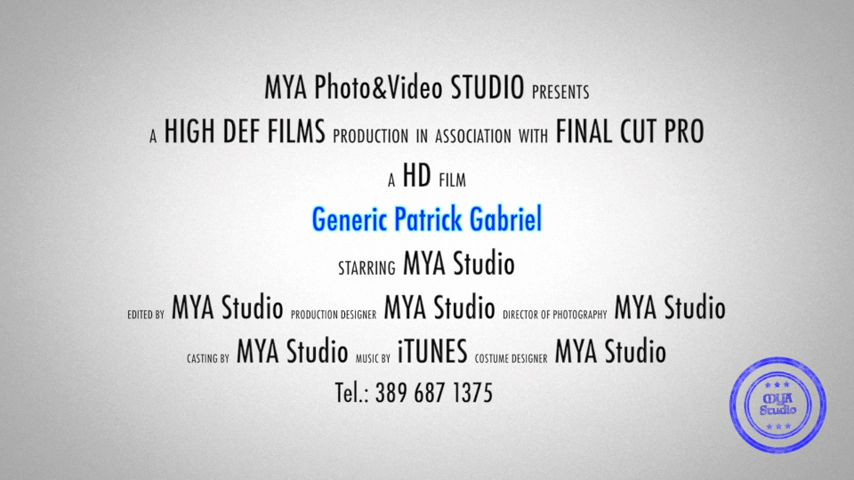 MYA Photo&Video STUDIO PRESENTS
A HIGH DEF FILMS PRODUCTION IN ASSOCIATION WITH FINAL CUT PRO
A HD FILM
Generic Patrick Gabriel
STARRING MYA Studio
EDITED BY MYA Studio PRODUCTION DESIGNER MYA Studio DIRECTOR OF PHOTOGRAPHY MYA Studio
CASTING BY MYA Studio MUSIC BY iTUNES COSTUME DESIGNER MYA Studio
Tel.: 389 687 1375
MYA
Studio